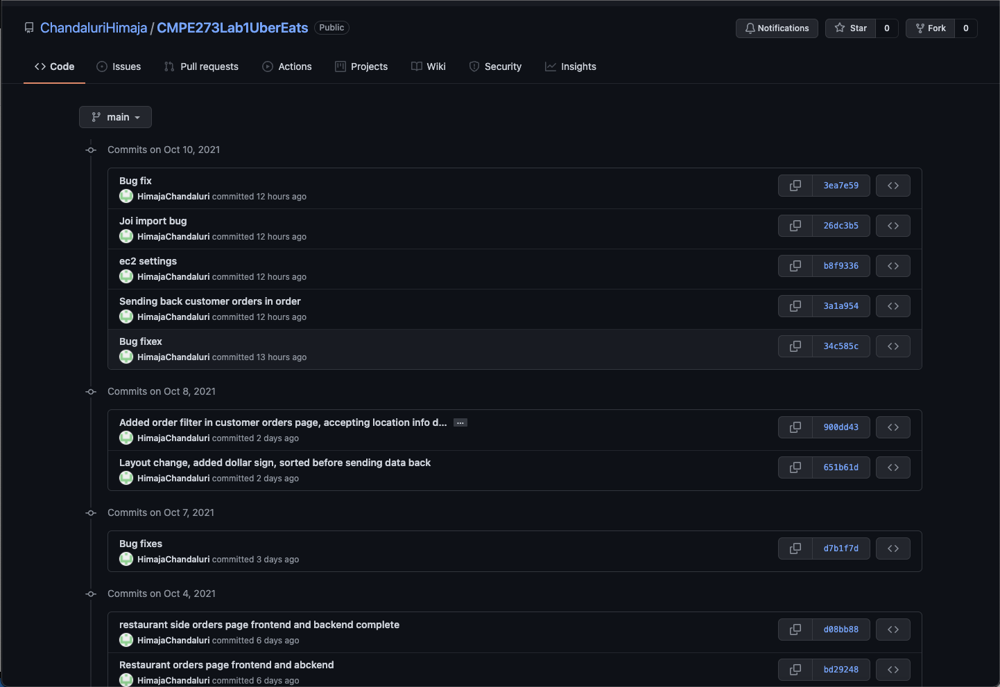 ChandaluriHimaja / CMPE273Lab1UberEats Public Notifications Star 0 Fork 0
Code Issues Pull requests Actions Projects Wiki Security Insights
main
Commits on Oct 10, 2021
Bug fix
HimajaChandaluri committed 12 hours ago
3ea7e59
Joi import bug
HimajaChandaluri committed 12 hours ago
26dc3b5
ec2 settings
HimajaChandaluri committed 12 hours ago
b8f9336
Sending back customer orders in order
HimajaChandaluri committed 12 hours ago
3a1a954
Bug fixex
HimajaChandaluri committed 13 hours ago
34c585c
Commits on Oct 8, 2021
Added order filter in customer orders page, accepting location info d... …
HimajaChandaluri committed 2 days ago
900dd43
Layout change, added dollar sign, sorted before sending data back
HimajaChandaluri committed 2 days ago
651b61d
Commits on Oct 7, 2021
Bug fixes
HimajaChandaluri committed 3 days ago
d7b1f7d
Commits on Oct 4, 2021
restaurant side orders page frontend and backend complete
HimajaChandaluri committed 6 days ago
d08bb88
Restaurant orders page frontend and abckend
HimajaChandaluri committed 6 days ago
bd29248